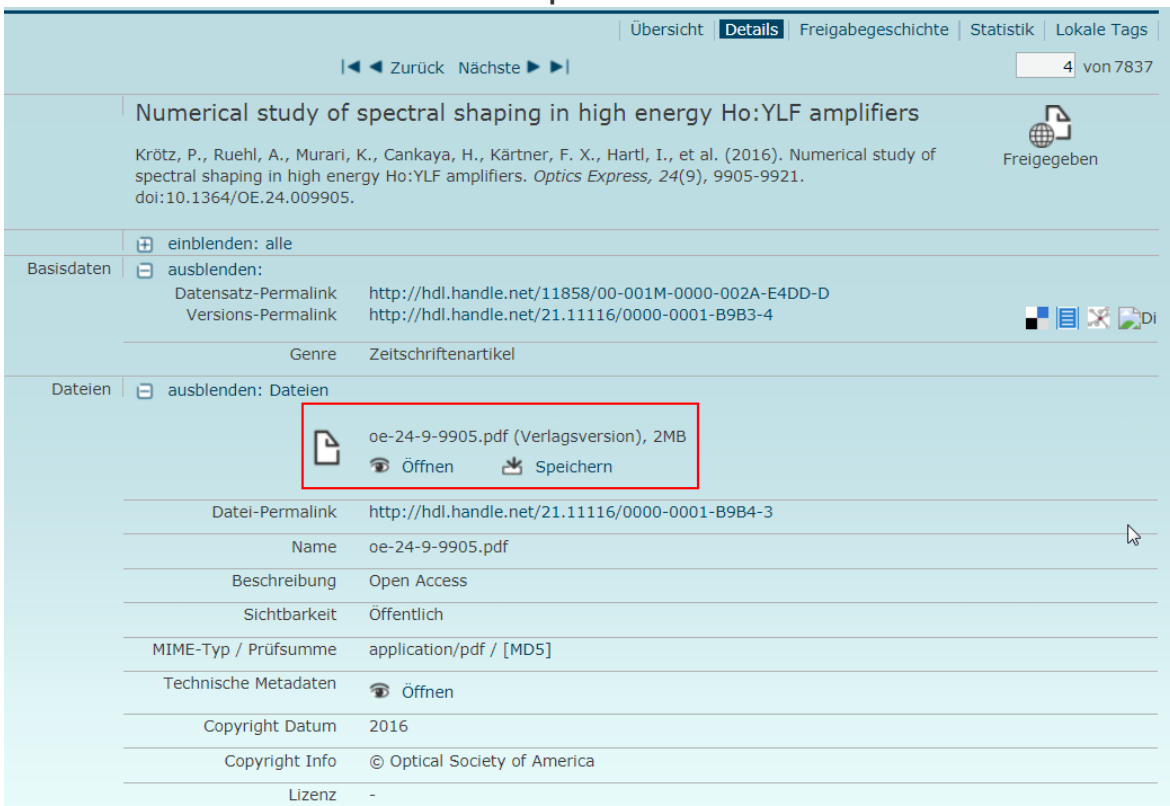 Übersicht Details Freigabegeschichte Statistik Lokale Tags
Zurück Nächste 4 von 7837
Numerical study of spectral shaping in high energy Ho:YLF amplifiers
Krötz, P., Ruehl, A., Murari, K., Cankaya, H., Kärtner, F. X., Hartl, I., et al. (2016). Numerical study of
spectral shaping in high energy Ho:YLF amplifiers. Optics Express, 24(9), 9905-9921.
doi:10.1364/OE.24.009905.
Freigegeben
einblenden: alle
Basisdaten ausblenden:
Datensatz-Permalink http://hdl.handle.net/11858/00-001M-0000-002A-E4DD-D
Versions-Permalink http://hdl.handle.net/21.11116/0000-0001-B9B3-4
Di
Genre Zeitschriftenartikel
Dateien ausblenden: Dateien
oe-24-9-9905.pdf (Verlagsversion), 2MB
Öffnen Speichern
Datei-Permalink http://hdl.handle.net/21.11116/0000-0001-B9B4-3
Name oe-24-9-9905.pdf
Beschreibung Open Access
Sichtbarkeit Öffentlich
MIME-Typ / Prüfsumme application/pdf / [MD5]
Technische Metadaten Öffnen
Copyright Datum 2016
Copyright Info © Optical Society of America
Lizenz -